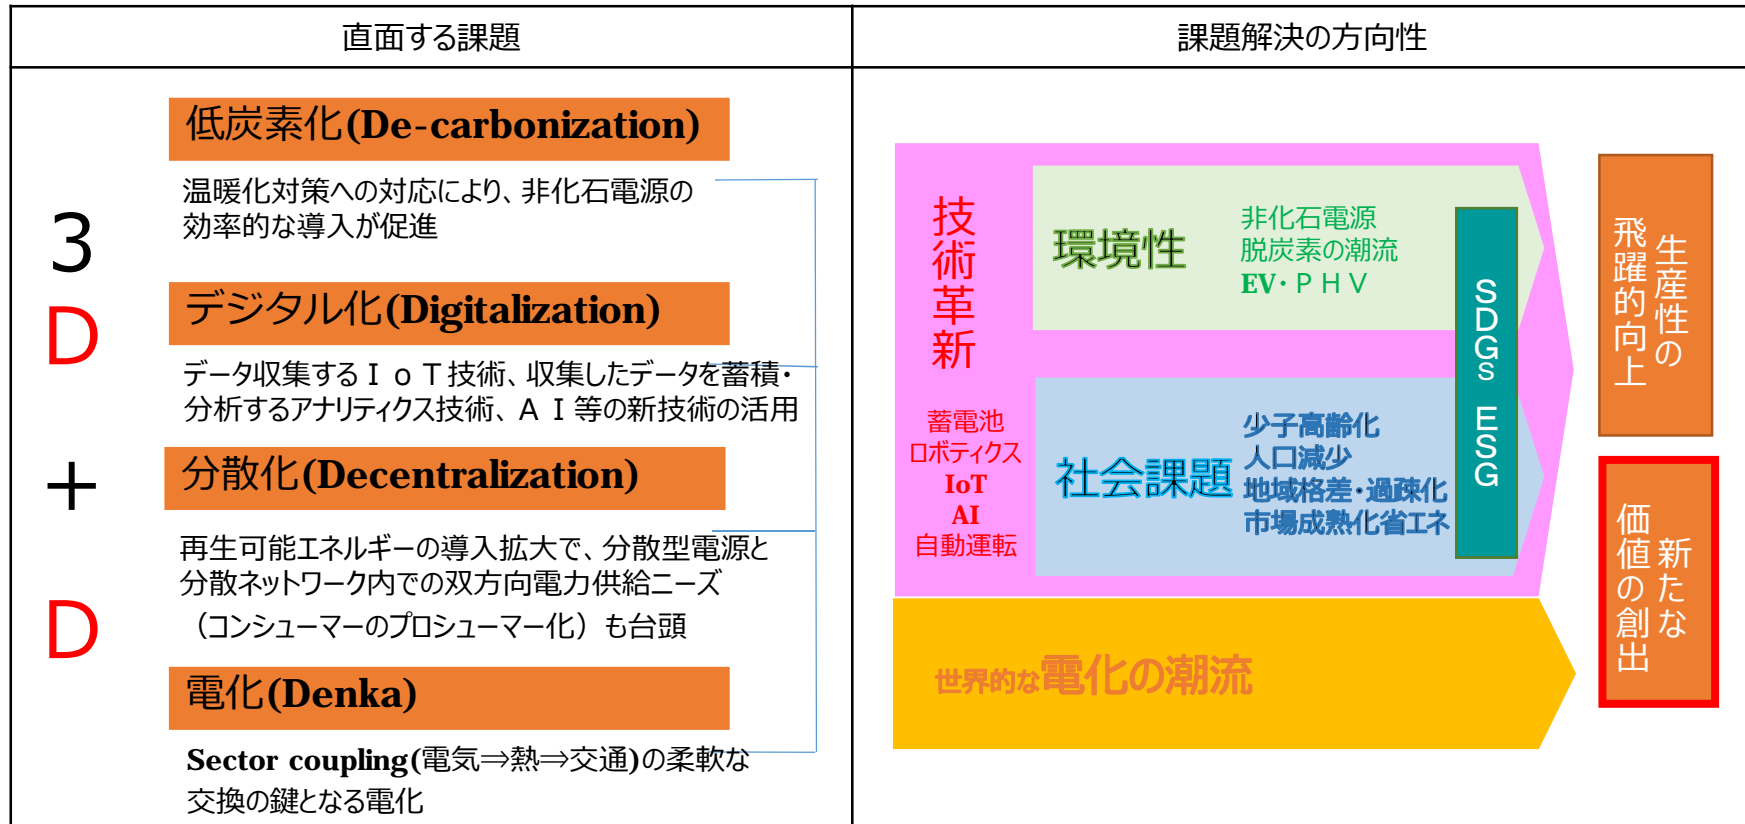 直面する課題
課題解決の方向性
3
D
+
D
低炭素化(De-carbonization)
温暖化対策への対応により、非化石電源の
効率的な導入が促進
デジタル化(Digitalization)
データ収集するＩｏＴ技術、収集したデータを蓄積・
分析するアナリティクス技術、ＡＩ等の新技術の活用
分散化(Decentralization)
再生可能エネルギーの導入拡大で、分散型電源と
分散ネットワーク内での双方向電力供給ニーズ
（コンシューマーのプロシューマー化）も台頭
電化(Denka)
Sector coupling(電気⇒熱⇒交通)の柔軟な
交換の鍵となる電化
技術革新
蓄電池
ロボティクス
IoT
AI
自動運転
環境性
非化石電源
脱炭素の潮流
EV・ＰＨＶ
社会課題
少子高齢化
人口減少
地域格差・過疎化
市場成熟化省エネ
SDGs ESG
世界的な電化の潮流
生産性の
飛躍的向上
新たな
価値の創出